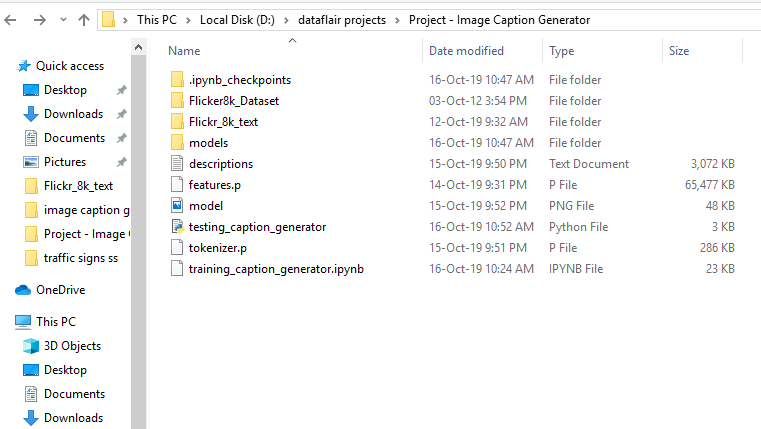 This PC > Local Disk (D:) > dataflair projects > Project - Image Caption Generator
Name Date modified Type Size
Quick access
Desktop
Downloads
Documents
Pictures
Flickr_8k_text
image caption g
Project - Image C
traffic signs ss
OneDrive
This PC
3D Objects
Desktop
Documents
Downloads
.ipynb_checkpoints 16-Oct-19 10:47 AM File folder
Flicker8k_Dataset 03-Oct-12 3:54 PM File folder
Flickr_8k_text 12-Oct-19 9:32 AM File folder
models 16-Oct-19 10:47 AM File folder
descriptions 15-Oct-19 9:50 PM Text Document 3,072 KB
features.p 14-Oct-19 9:31 PM P File 65,477 KB
model 15-Oct-19 9:52 PM PNG File 48 KB
testing_caption_generator 16-Oct-19 10:52 AM Python File 3 KB
tokenizer.p 15-Oct-19 9:51 PM P File 286 KB
training_caption_generator.ipynb 16-Oct-19 10:24 AM IPYNB File 23 KB